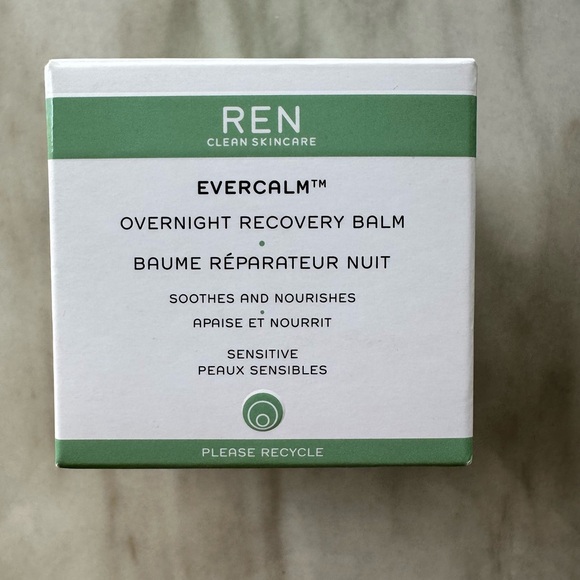 REN
CLEAN SKINCARE
EVERCALM™
OVERNIGHT RECOVERY BALM
BAUME RÉPARATEUR NUIT
SOOTHES AND NOURISHES
APAISE ET NOURRIT
SENSITIVE
PEAUX SENSIBLES
PLEASE RECYCLE